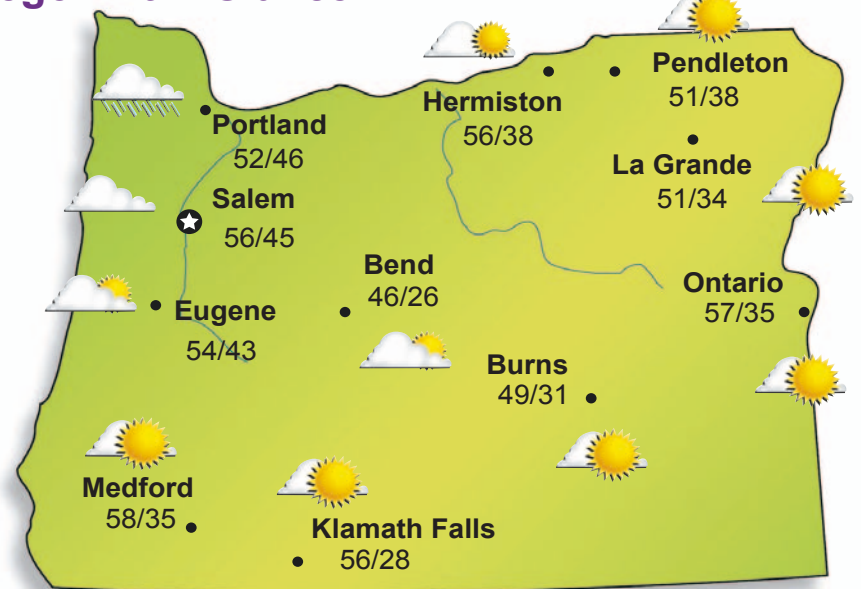 Pendleton
51/38
Hermiston
56/38
Portland
52/46
La Grande
51/34
Salem
56/45
Bend
46/26
Ontario
57/35
Eugene
54/43
Burns
49/31
Medford
58/35
Klamath Falls
56/28